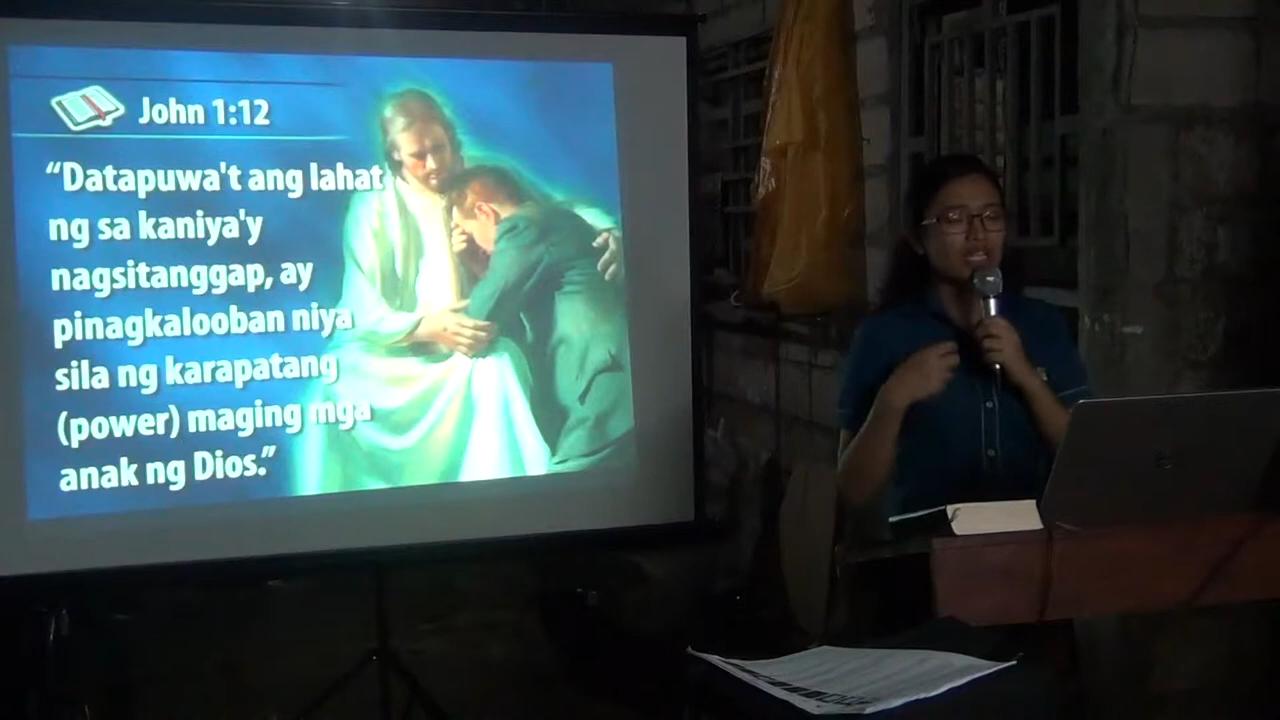 John 1:12
“Datapuwa't ang lahat
ng sa kaniya'y
nagsitanggap, ay
pinagkalooban niya
sila ng karapatang
(power) maging mga
anak ng Dios.”